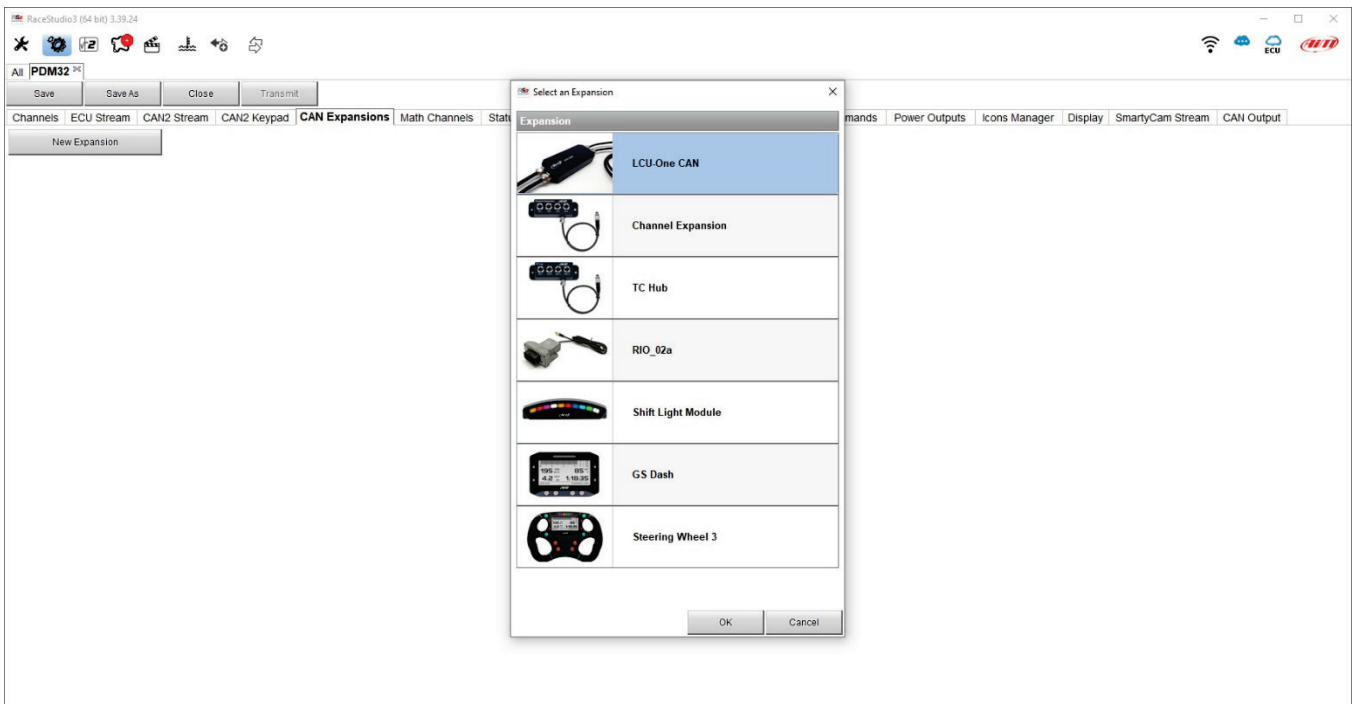 RaceStudio3 (64 bit) 3.39.24
ECU
All PDM32
Save Save As Close Transmit
Channels ECU Stream CAN2 Stream CAN2 Keypad CAN Expansions Math Channels mands Power Outputs Icons Manager Display SmartyCam Stream CAN Output
New Expansion
Select an Expansion
Expansion
LCU-One CAN
Channel Expansion
TC Hub
RIO_02a
Shift Light Module
GS Dash
Steering Wheel 3
OK Cancel